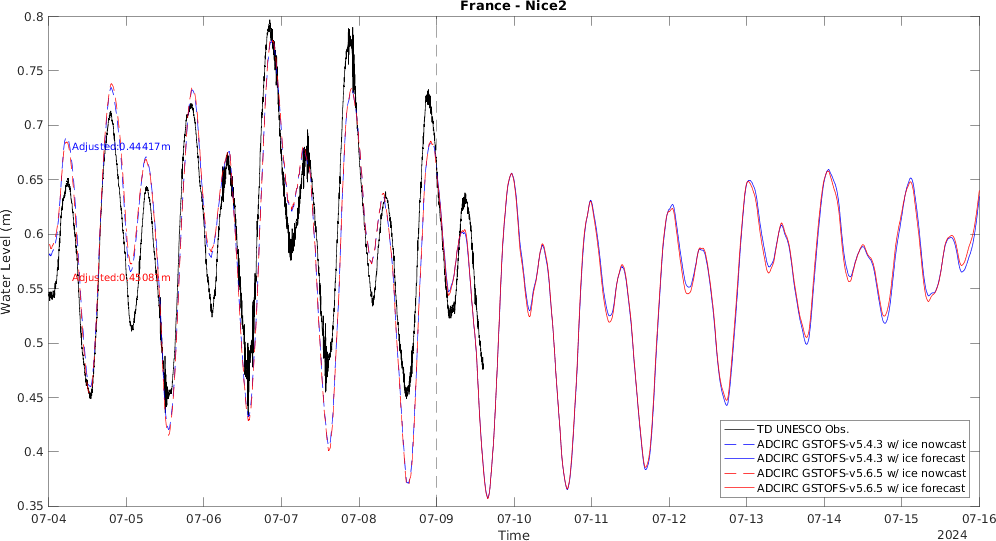 France - Nice2
0.8
0.75
0.7
0.65
0.6
0.55
0.5
0.45
0.4
0.35
Water Level (m)
Adjusted:0.44417m
TD UNESCO Obs.
ADCIRC GSTOFS-v5.4.3 w/ ice nowcast
ADCIRC GSTOFS-v5.4.3 w/ ice forecast
ADCIRC GSTOFS-v5.6.5 w/ ice nowcast
ADCIRC GSTOFS-v5.6.5 w/ ice forecast
07-04 07-05 07-06 07-07 07-08 07-09 07-10 07-11 07-12 07-13 07-14 07-15 07-16
Time
2024